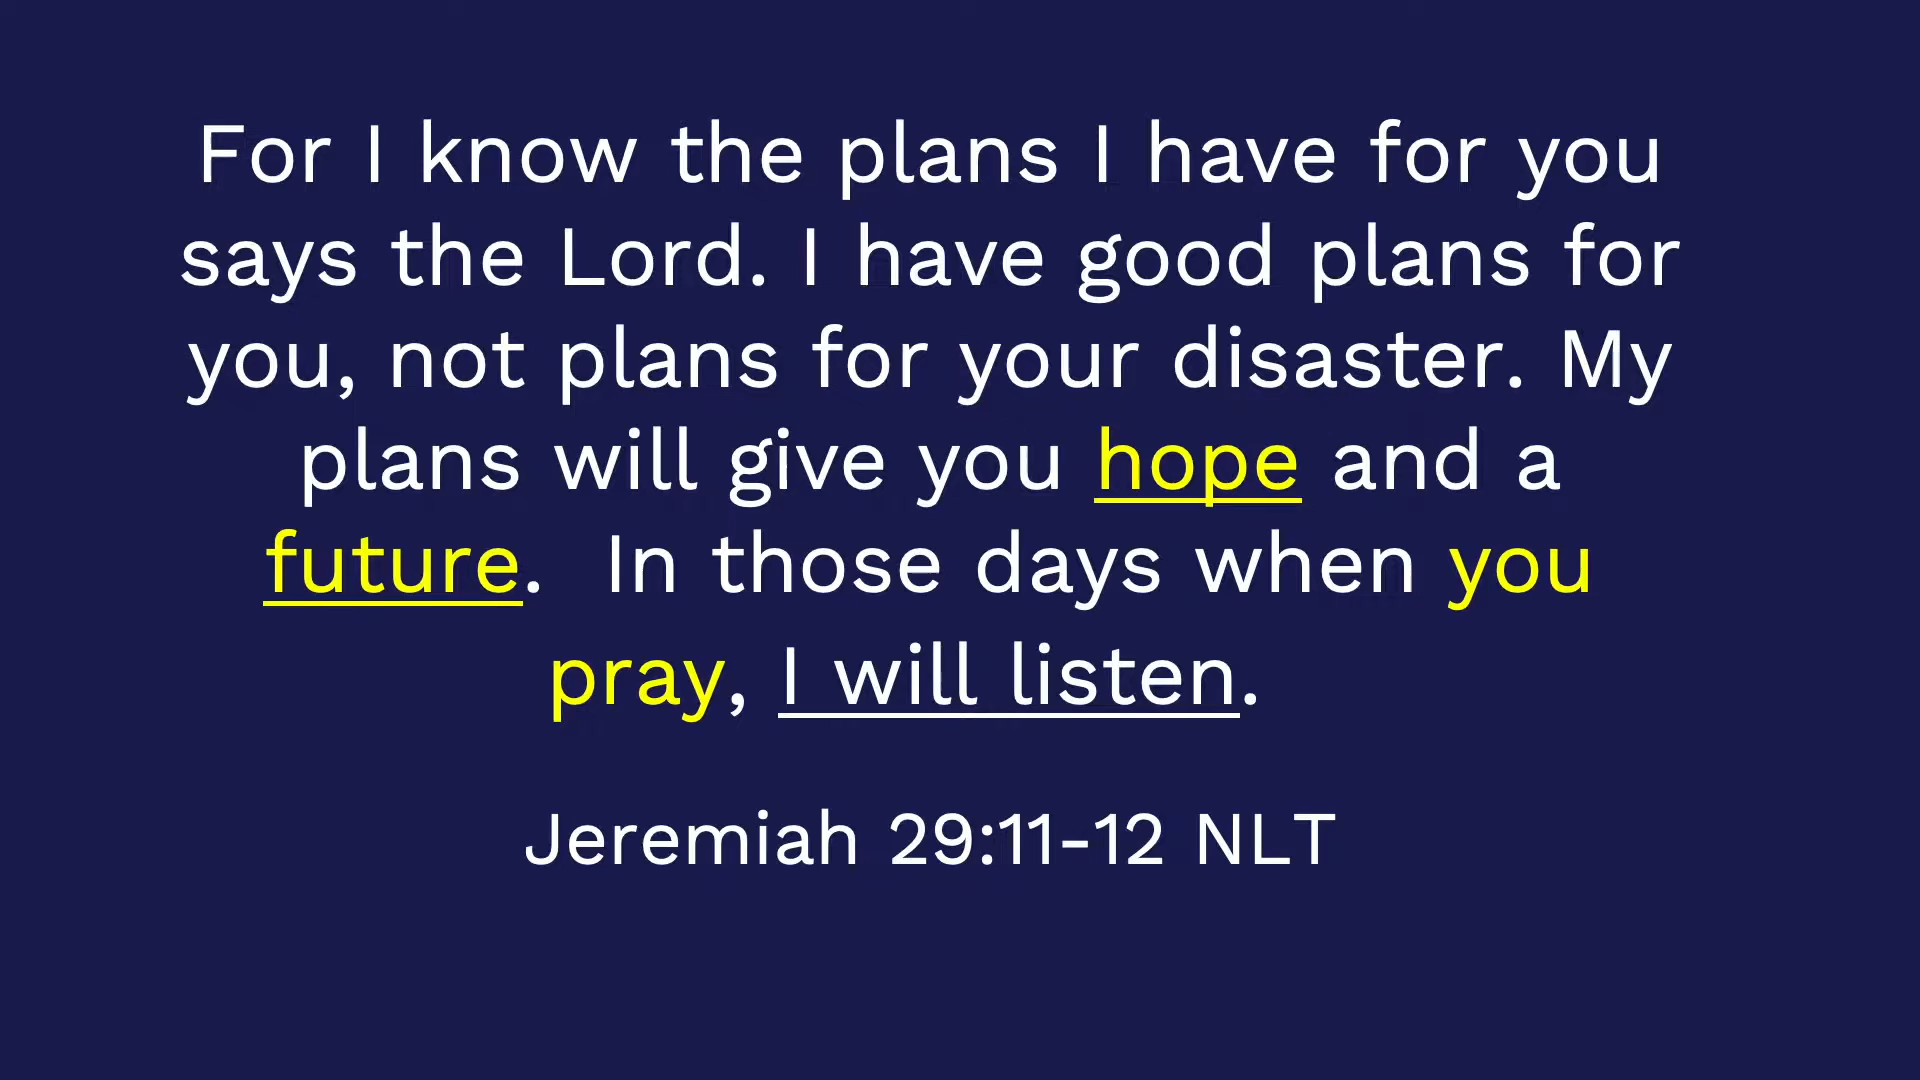 For I know the plans I have for you
says the Lord. I have good plans for
you, not plans for your disaster. My
plans will give you hope and a
future.  In those days when you
pray, I will listen.
Jeremiah 29:11-12 NLT